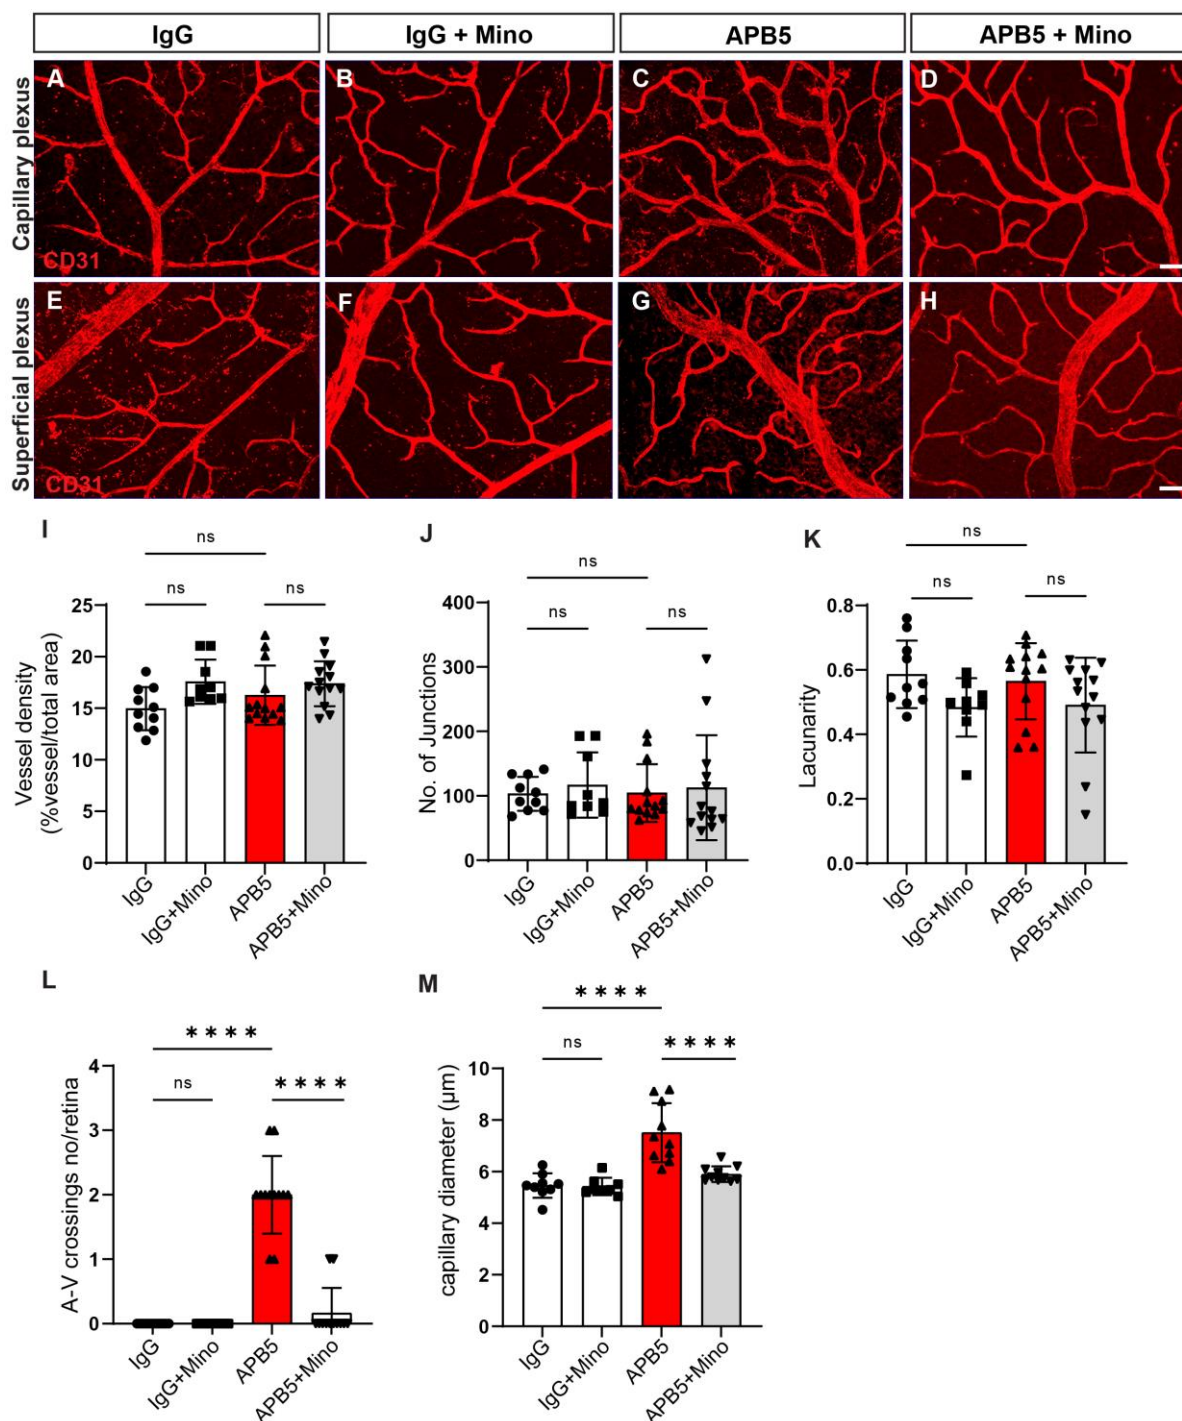 IgG
IgG + Mino
APB5
APB5 + Mino
Capillary plexus
A
B
C
D
CD31
Superficial plexus
E
F
G
H
CD31
I
ns
ns
ns
Vessel density
(%vessel/total area)
25
20
15
10
5
0
IgG
IgG+Mino
APB5
APB5+Mino
J
ns
ns
ns
No. of Junctions
400
300
200
100
0
IgG
IgG+Mino
APB5
APB5+Mino
K
ns
ns
ns
Lacunarity
0.8
0.6
0.4
0.2
0.0
IgG
IgG+Mino
APB5
APB5+Mino
L
****
ns
****
A-V crossings no/retina
4
3
2
1
0
IgG
IgG+Mino
APB5
APB5+Mino
M
****
ns
****
capillary diameter (µm)
10
8
6
4
2
0
IgG
IgG+Mino
APB5
APB5+Mino